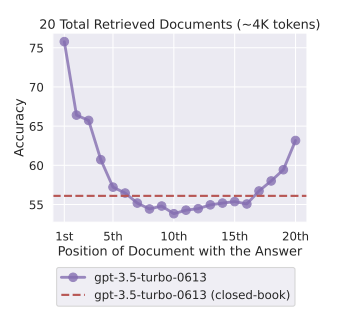 20 Total Retrieved Documents (~4K tokens)
75
70
65
60
55
Accuracy
1st 5th 10th 15th 20th
Position of Document with the Answer
gpt-3.5-turbo-0613
gpt-3.5-turbo-0613 (closed-book)